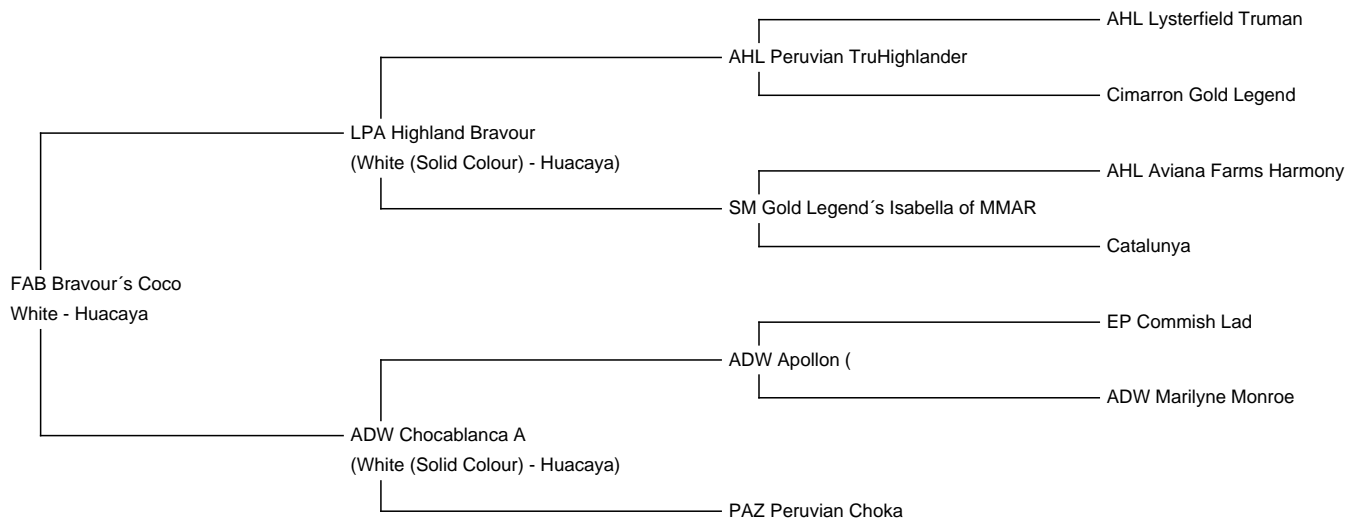 AHL Lysterfield Truman
AHL Peruvian TruHighlander
Cimarron Gold Legend
LPA Highland Bravour
(White (Solid Colour) - Huacaya)
AHL Aviana Farms Harmony
SM Gold Legend´s Isabella of MMAR
Catalunya
FAB Bravour´s Coco
White - Huacaya
EP Commish Lad
ADW Apollon (
ADW Marilyne Monroe
ADW Chocablanca A
(White (Solid Colour) - Huacaya)
PAZ Peruvian Choka